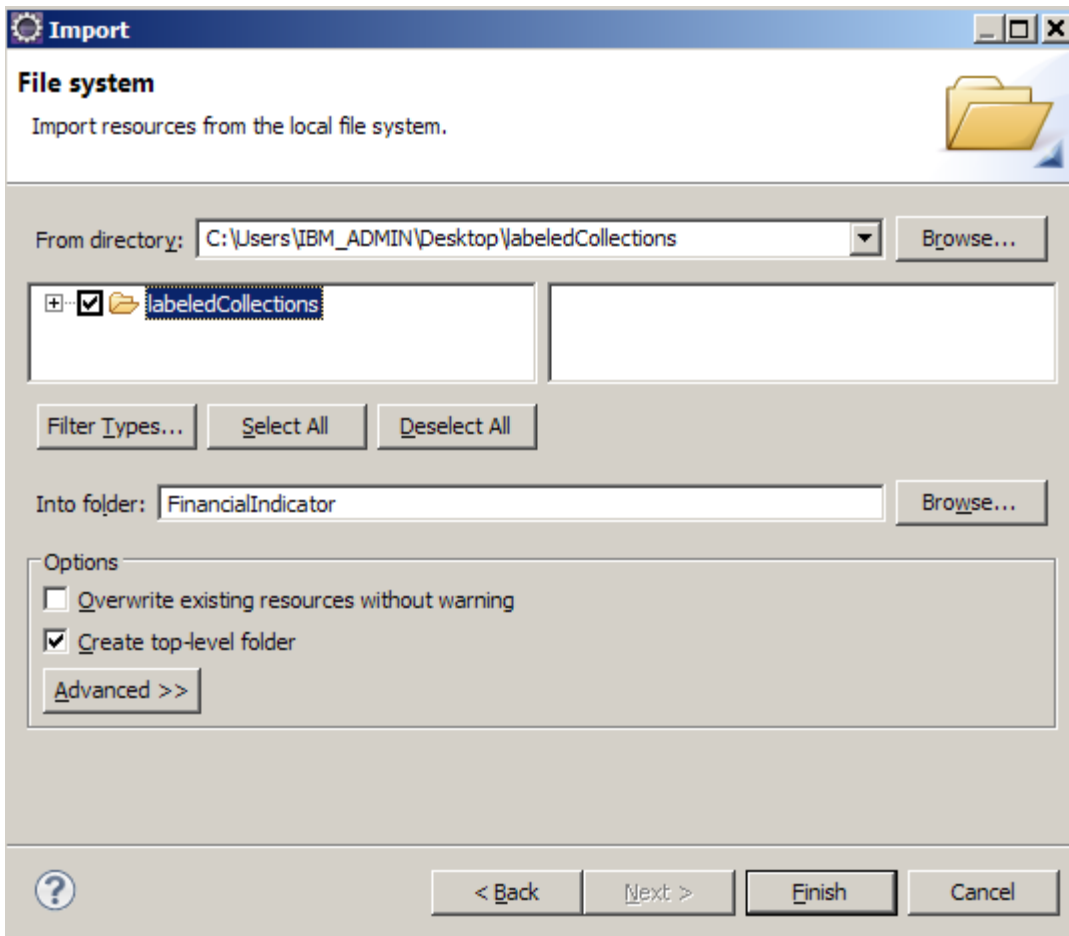 Import
File system
Import resources from the local file system.
From directory: C:\Users\IBM_ADMIN\Desktop\labeledCollections Browse...
labeledCollections
Filter Types... Select All Deselect All
Into folder: FinancialIndicator Browse...
Options
Overwrite existing resources without warning
Create top-level folder
Advanced >>
? < Back Next > Finish Cancel